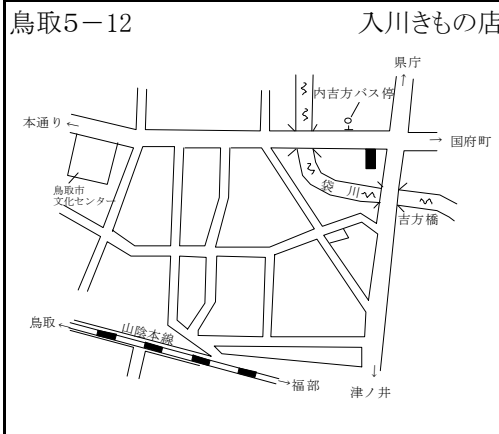 鳥取5－12
入川きもの店
県庁
内吉方バス停
本通り
国府町
鳥取市
文化センター
袋川
吉方橋
鳥取
山陰本線
福部
津ノ井